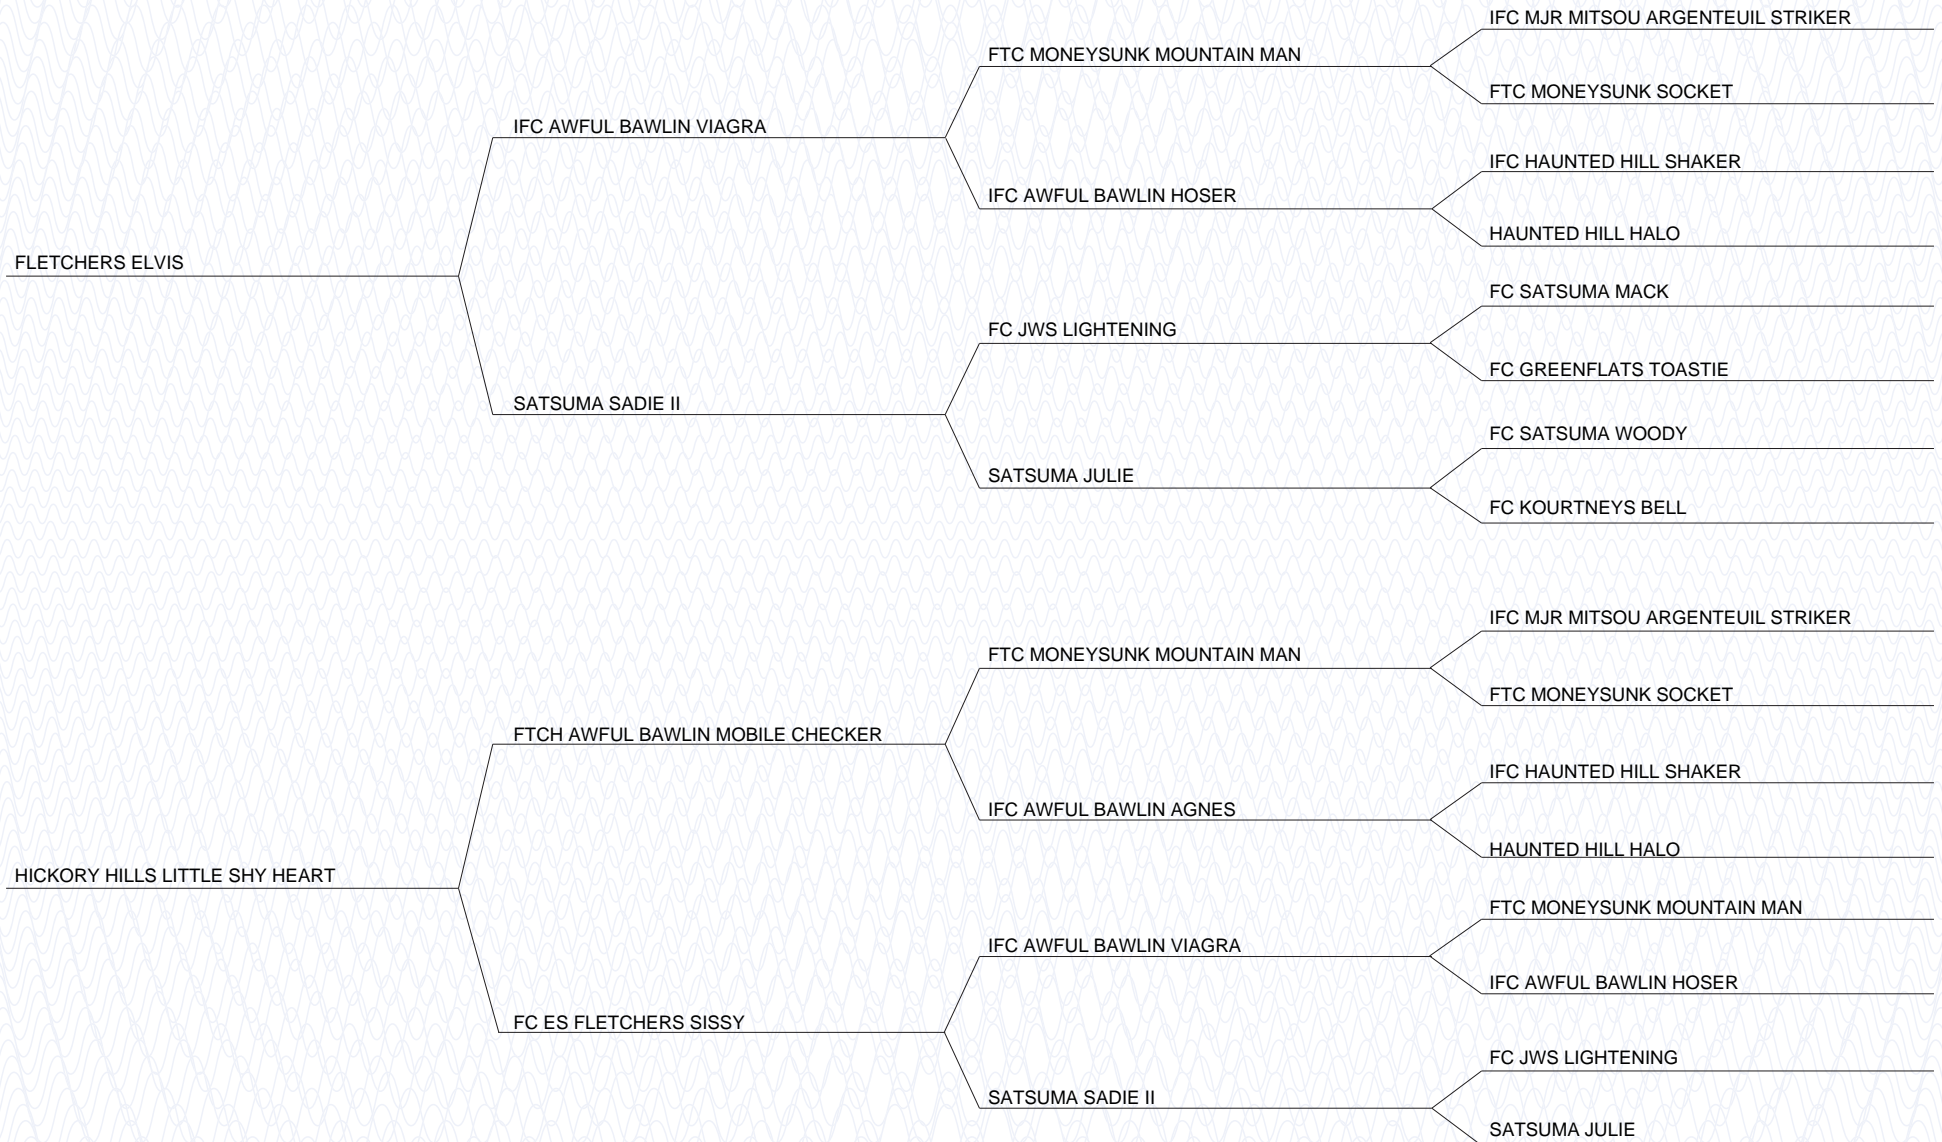 IFC MJR MITSOU ARGENTEUIL STRIKER
FTC MONEYSUNK MOUNTAIN MAN
FTC MONEYSUNK SOCKET
IFC AWFUL BAWLIN VIAGRA
IFC HAUNTED HILL SHAKER
IFC AWFUL BAWLIN HOSER
HAUNTED HILL HALO
FLETCHERS ELVIS
FC SATSUMA MACK
FC JWS LIGHTENING
FC GREENFLATS TOASTIE
SATSUMA SADIE II
FC SATSUMA WOODY
SATSUMA JULIE
FC KOURTNEYS BELL
IFC MJR MITSOU ARGENTEUIL STRIKER
FTC MONEYSUNK MOUNTAIN MAN
FTC MONEYSUNK SOCKET
FTCH AWFUL BAWLIN MOBILE CHECKER
IFC HAUNTED HILL SHAKER
IFC AWFUL BAWLIN AGNES
HAUNTED HILL HALO
HICKORY HILLS LITTLE SHY HEART
FTC MONEYSUNK MOUNTAIN MAN
IFC AWFUL BAWLIN VIAGRA
IFC AWFUL BAWLIN HOSER
FC ES FLETCHERS SISSY
FC JWS LIGHTENING
SATSUMA SADIE II
SATSUMA JULIE